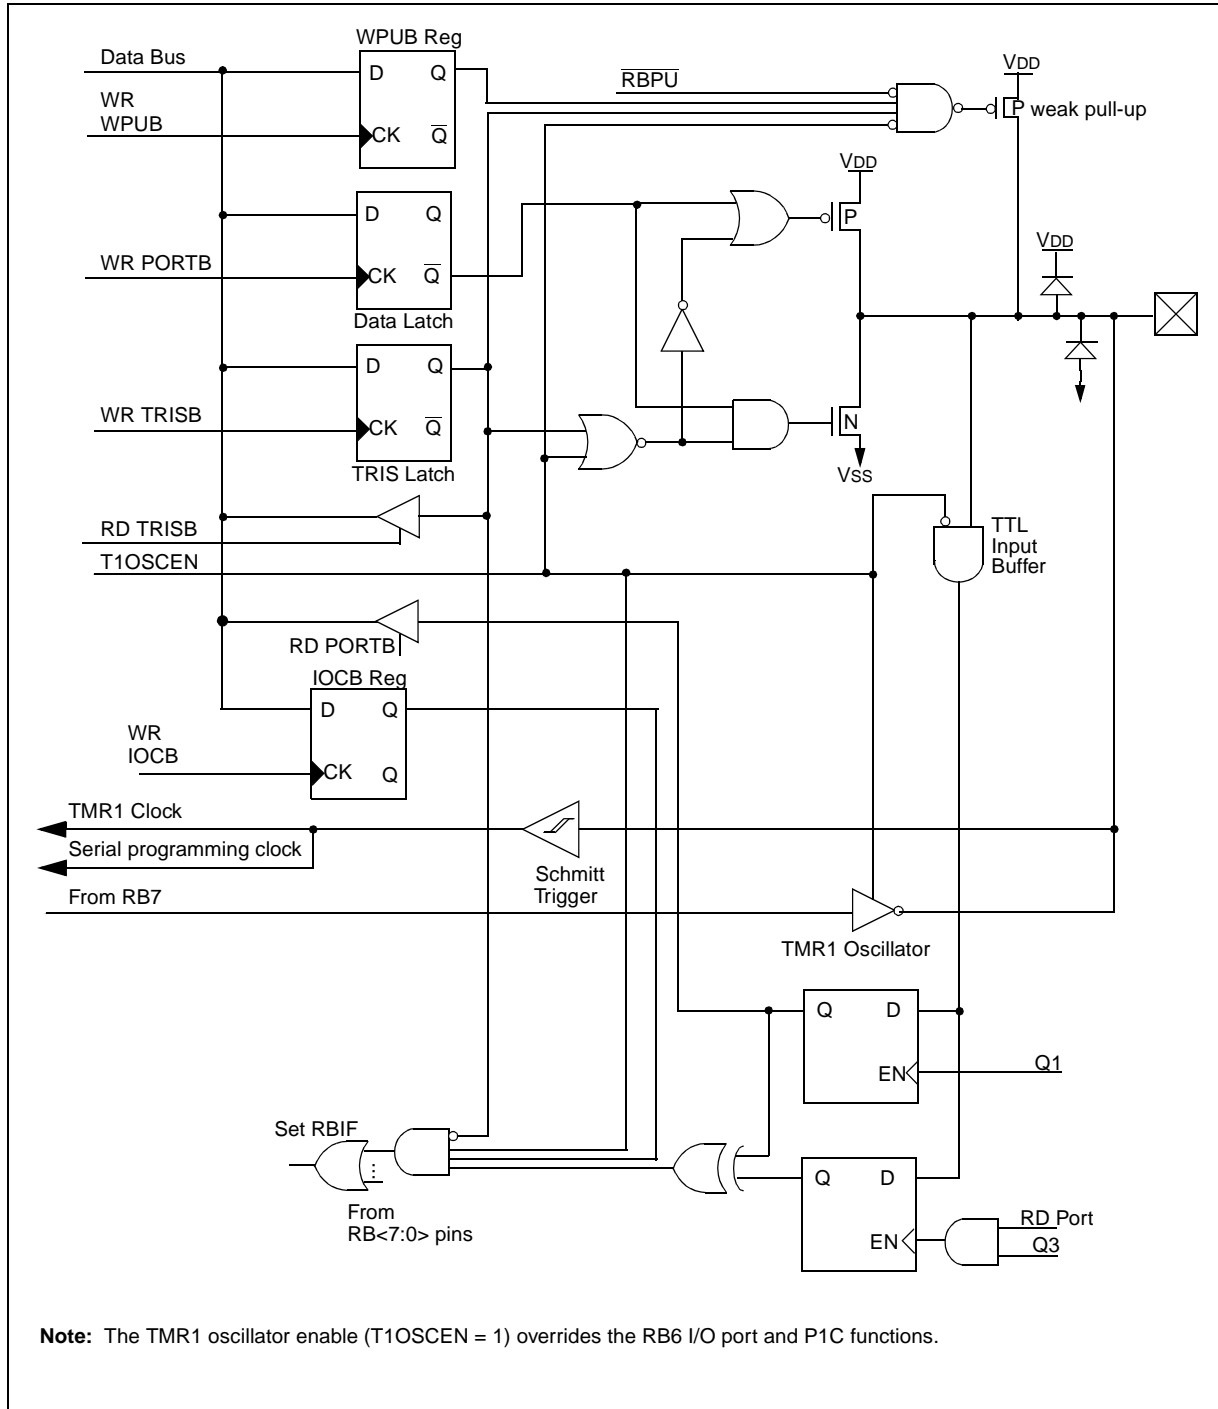 WPUB Reg
Data Bus
D Q
WR
WPUB
CK Q̅
R̅B̅P̅U̅
VDD
P weak pull-up
VDD
D Q
P
WR PORTB
CK Q̅
Data Latch
VDD
D Q
WR TRISB
CK Q̅
TRIS Latch
N
VSS
RD TRISB
T1OSCEN
TTL
Input
Buffer
RD PORTB
IOCB Reg
D Q
WR
IOCB
CK Q
TMR1 Clock
Serial programming clock
Schmitt
Trigger
From RB7
TMR1 Oscillator
Q D
EN
Q1
Set RBIF
From
RB<7:0> pins
Q D
EN
RD Port
Q3
Note: The TMR1 oscillator enable (T1OSCEN = 1) overrides the RB6 I/O port and P1C functions.